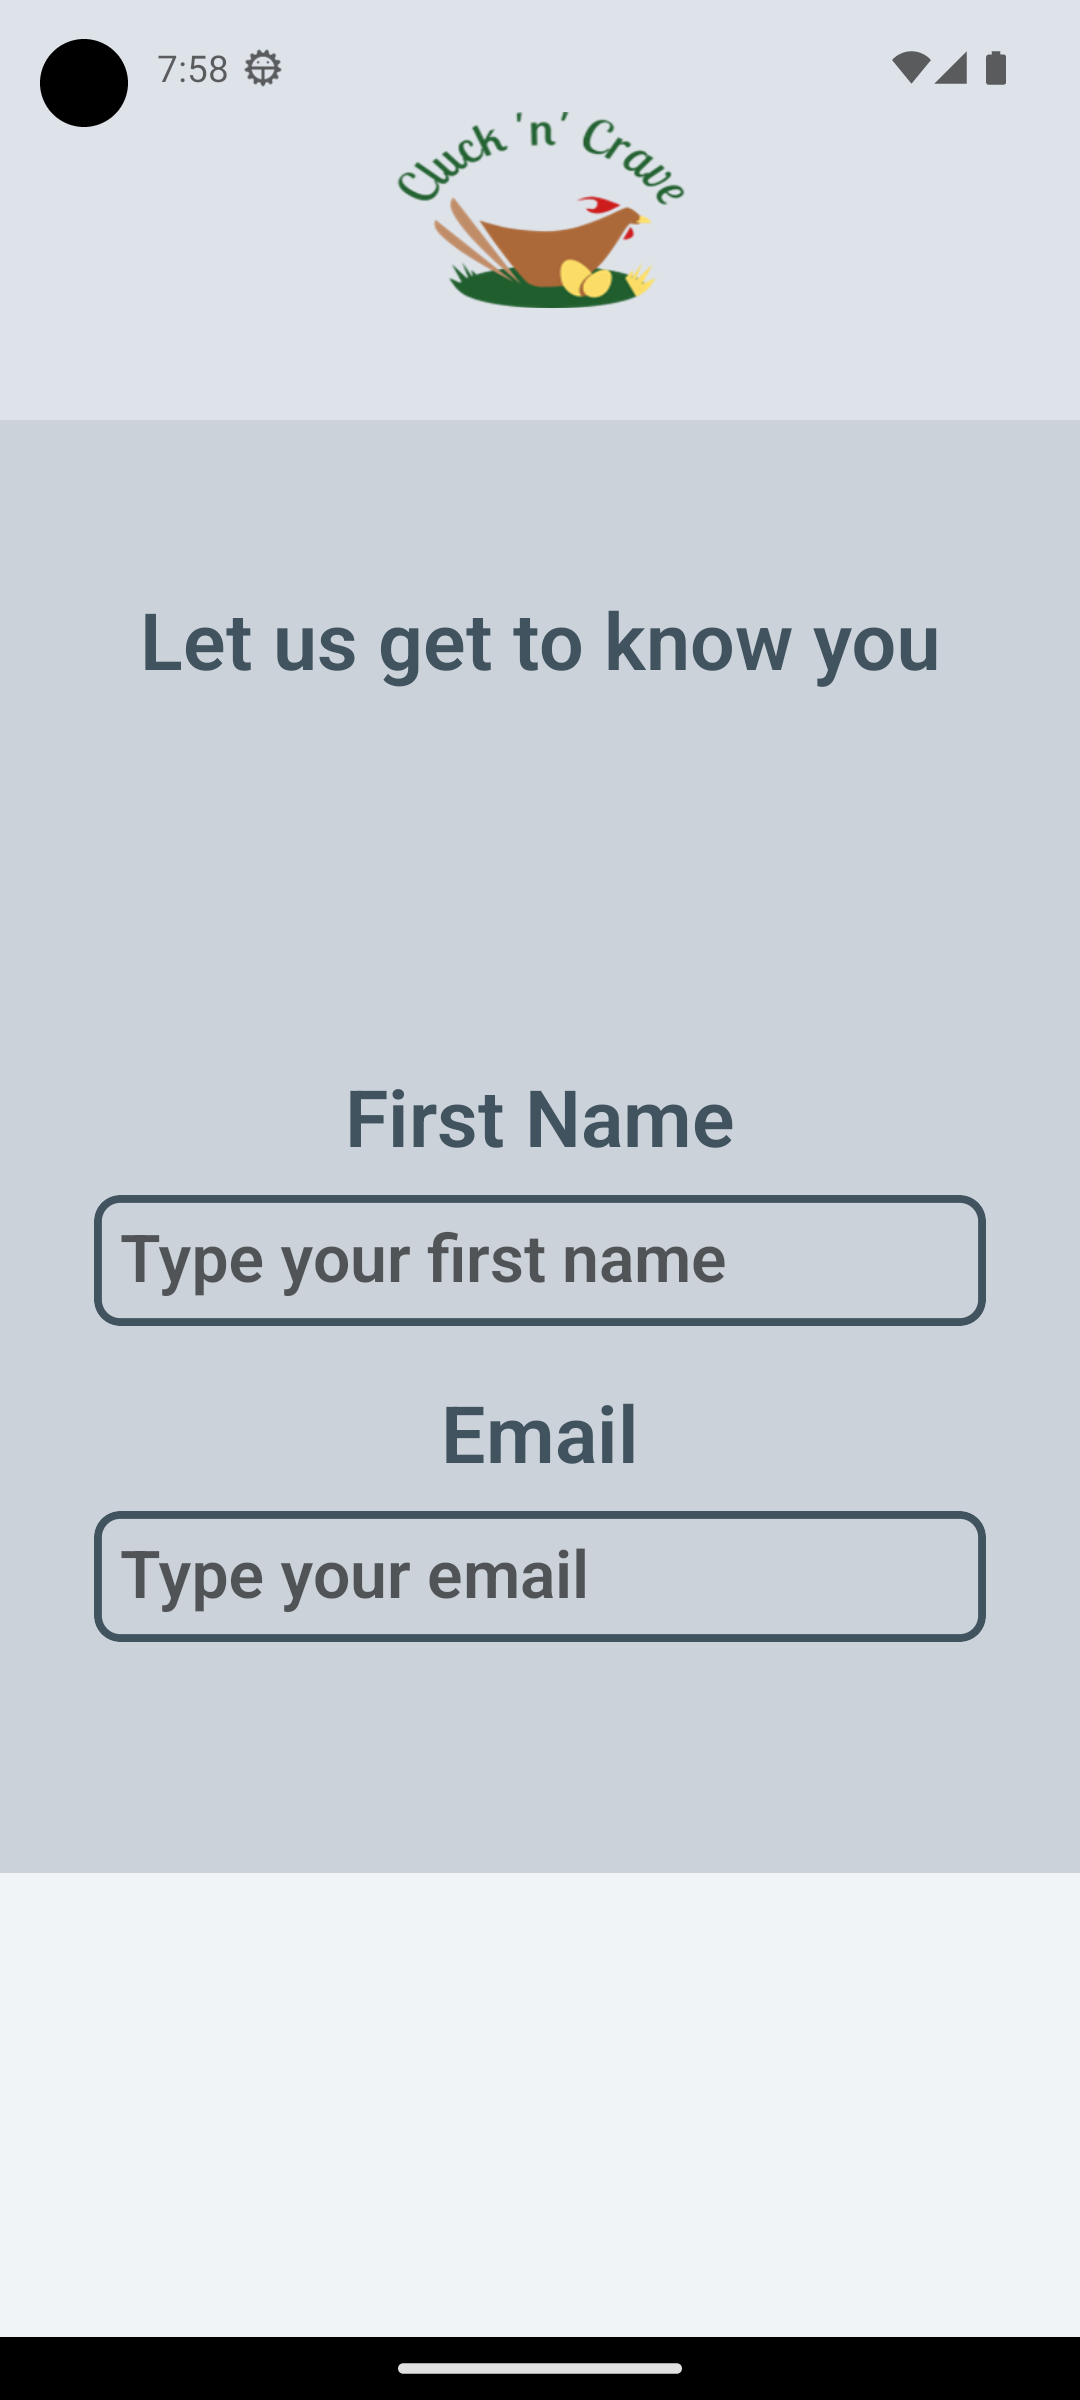 7:58
Cluck 'n' Crave
Let us get to know you
First Name
Type your first name
Email
Type your email